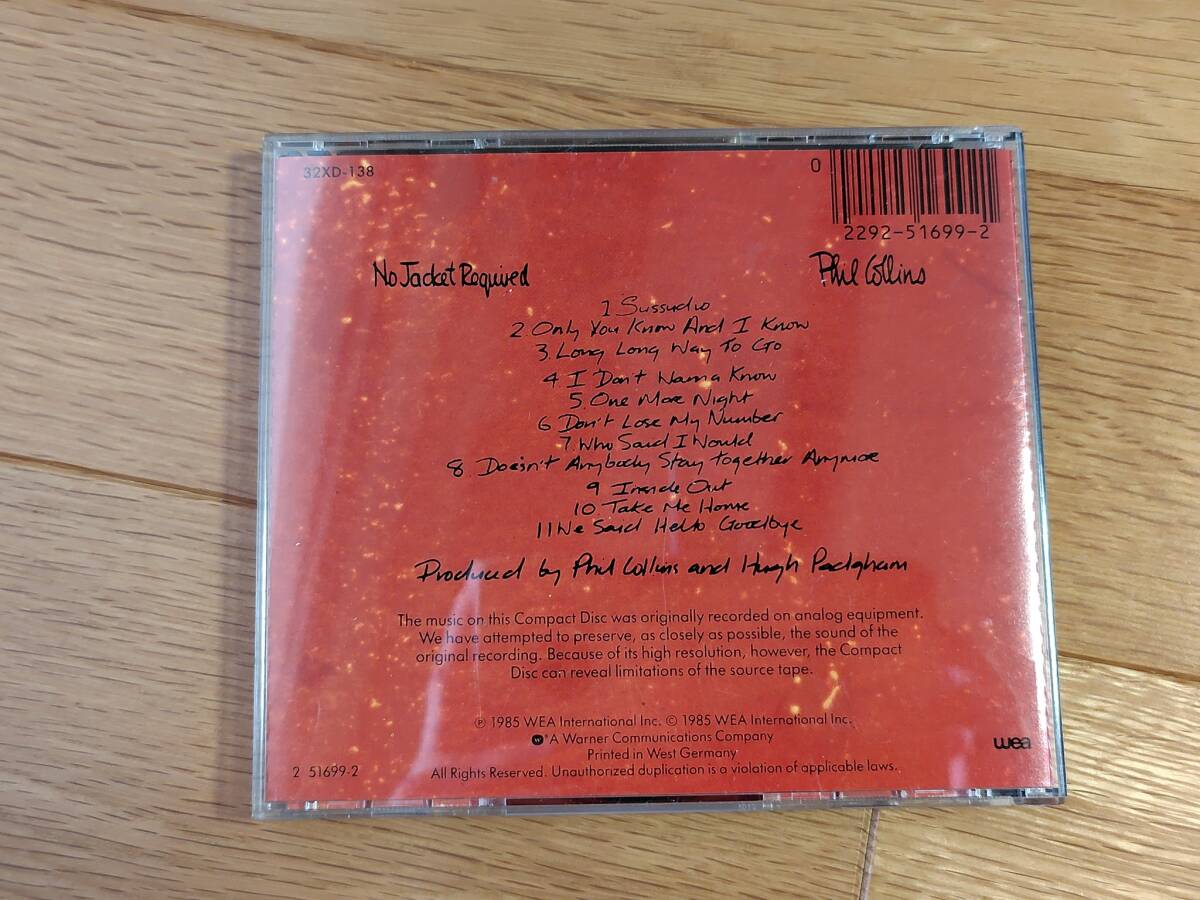 32XD-138
0
2292-51699-2
No Jacket Required
Phil Collins
1 Sussudio
2. Only You Know And I Know
3. Long Long Way To Go
4 I Don't Wanna Know
5. One More Night
6 Don't Lose My Number
7. Who Said I Would
8. Doesn't Anybody Stay Together Anymore
9 Inside Out
10. Take Me Home
11 We Said Hello Goodbye
Produced by Phil Collins and Hugh Padgham
The music on this Compact Disc was originally recorded on analog equipment.
We have attempted to preserve, as closely as possible, the sound of the
original recording. Because of its high resolution, however, the Compact
Disc can reveal limitations of the source tape.
℗ 1985 WEA International Inc. © 1985 WEA International Inc.
A Warner Communications Company
Printed in West Germany
wea
2 51699-2
All Rights Reserved. Unauthorized duplication is a violation of applicable laws.